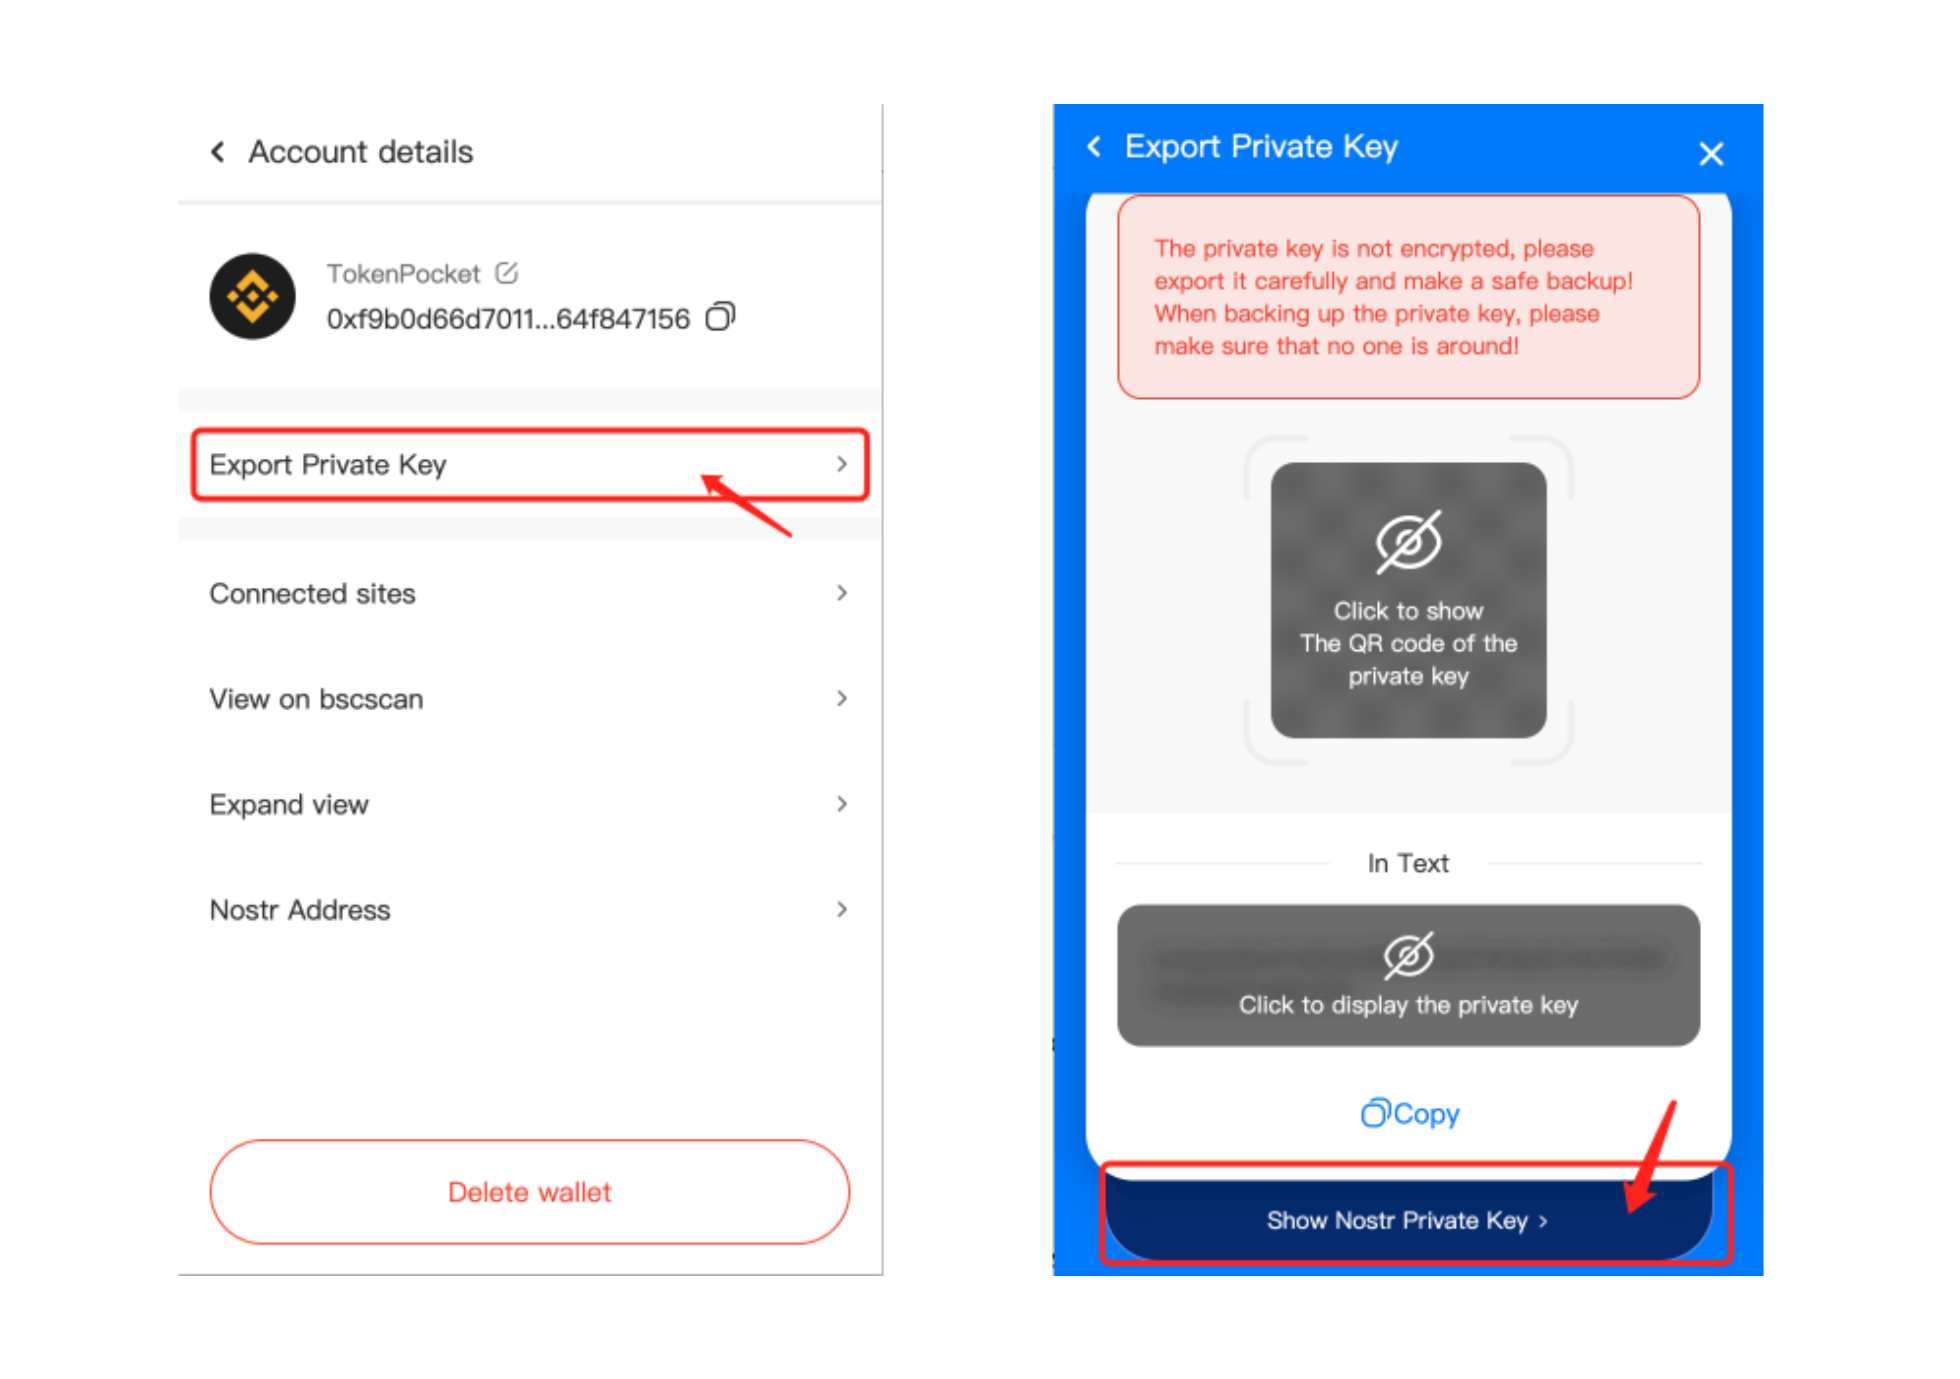 Account details
TokenPocket
0xf9b0d66d7011...64f847156
Export Private Key
Connected sites
View on bscscan
Expand view
Nostr Address
Delete wallet
Export Private Key
The private key is not encrypted, please
export it carefully and make a safe backup!
When backing up the private key, please
make sure that no one is around!
Click to show
The QR code of the
private key
In Text
Click to display the private key
Copy
Show Nostr Private Key >